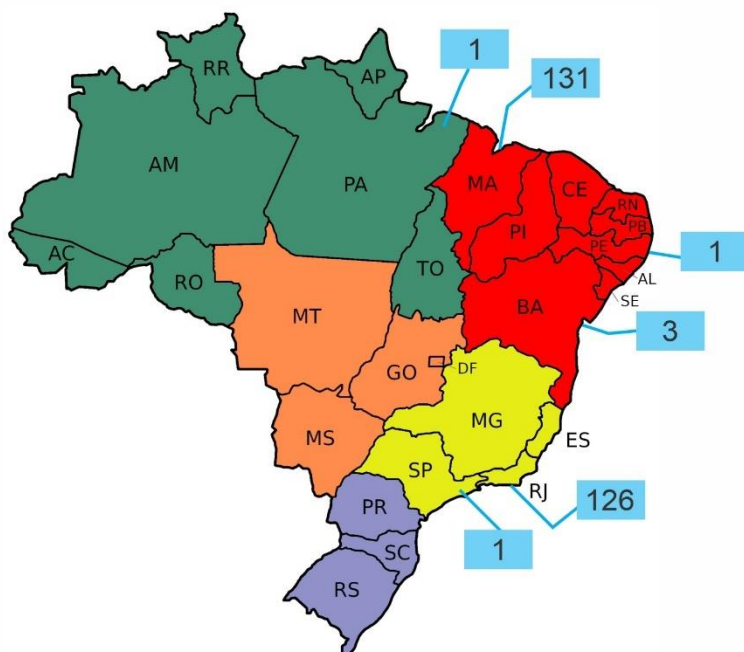 1
131
RR
AP
AM
PA
MA
CE
RN
PB
PI
PE
1
AC
RO
TO
AL
SE
BA
3
MT
GO
DF
MG
MS
ES
SP
RJ
126
PR
1
SC
RS